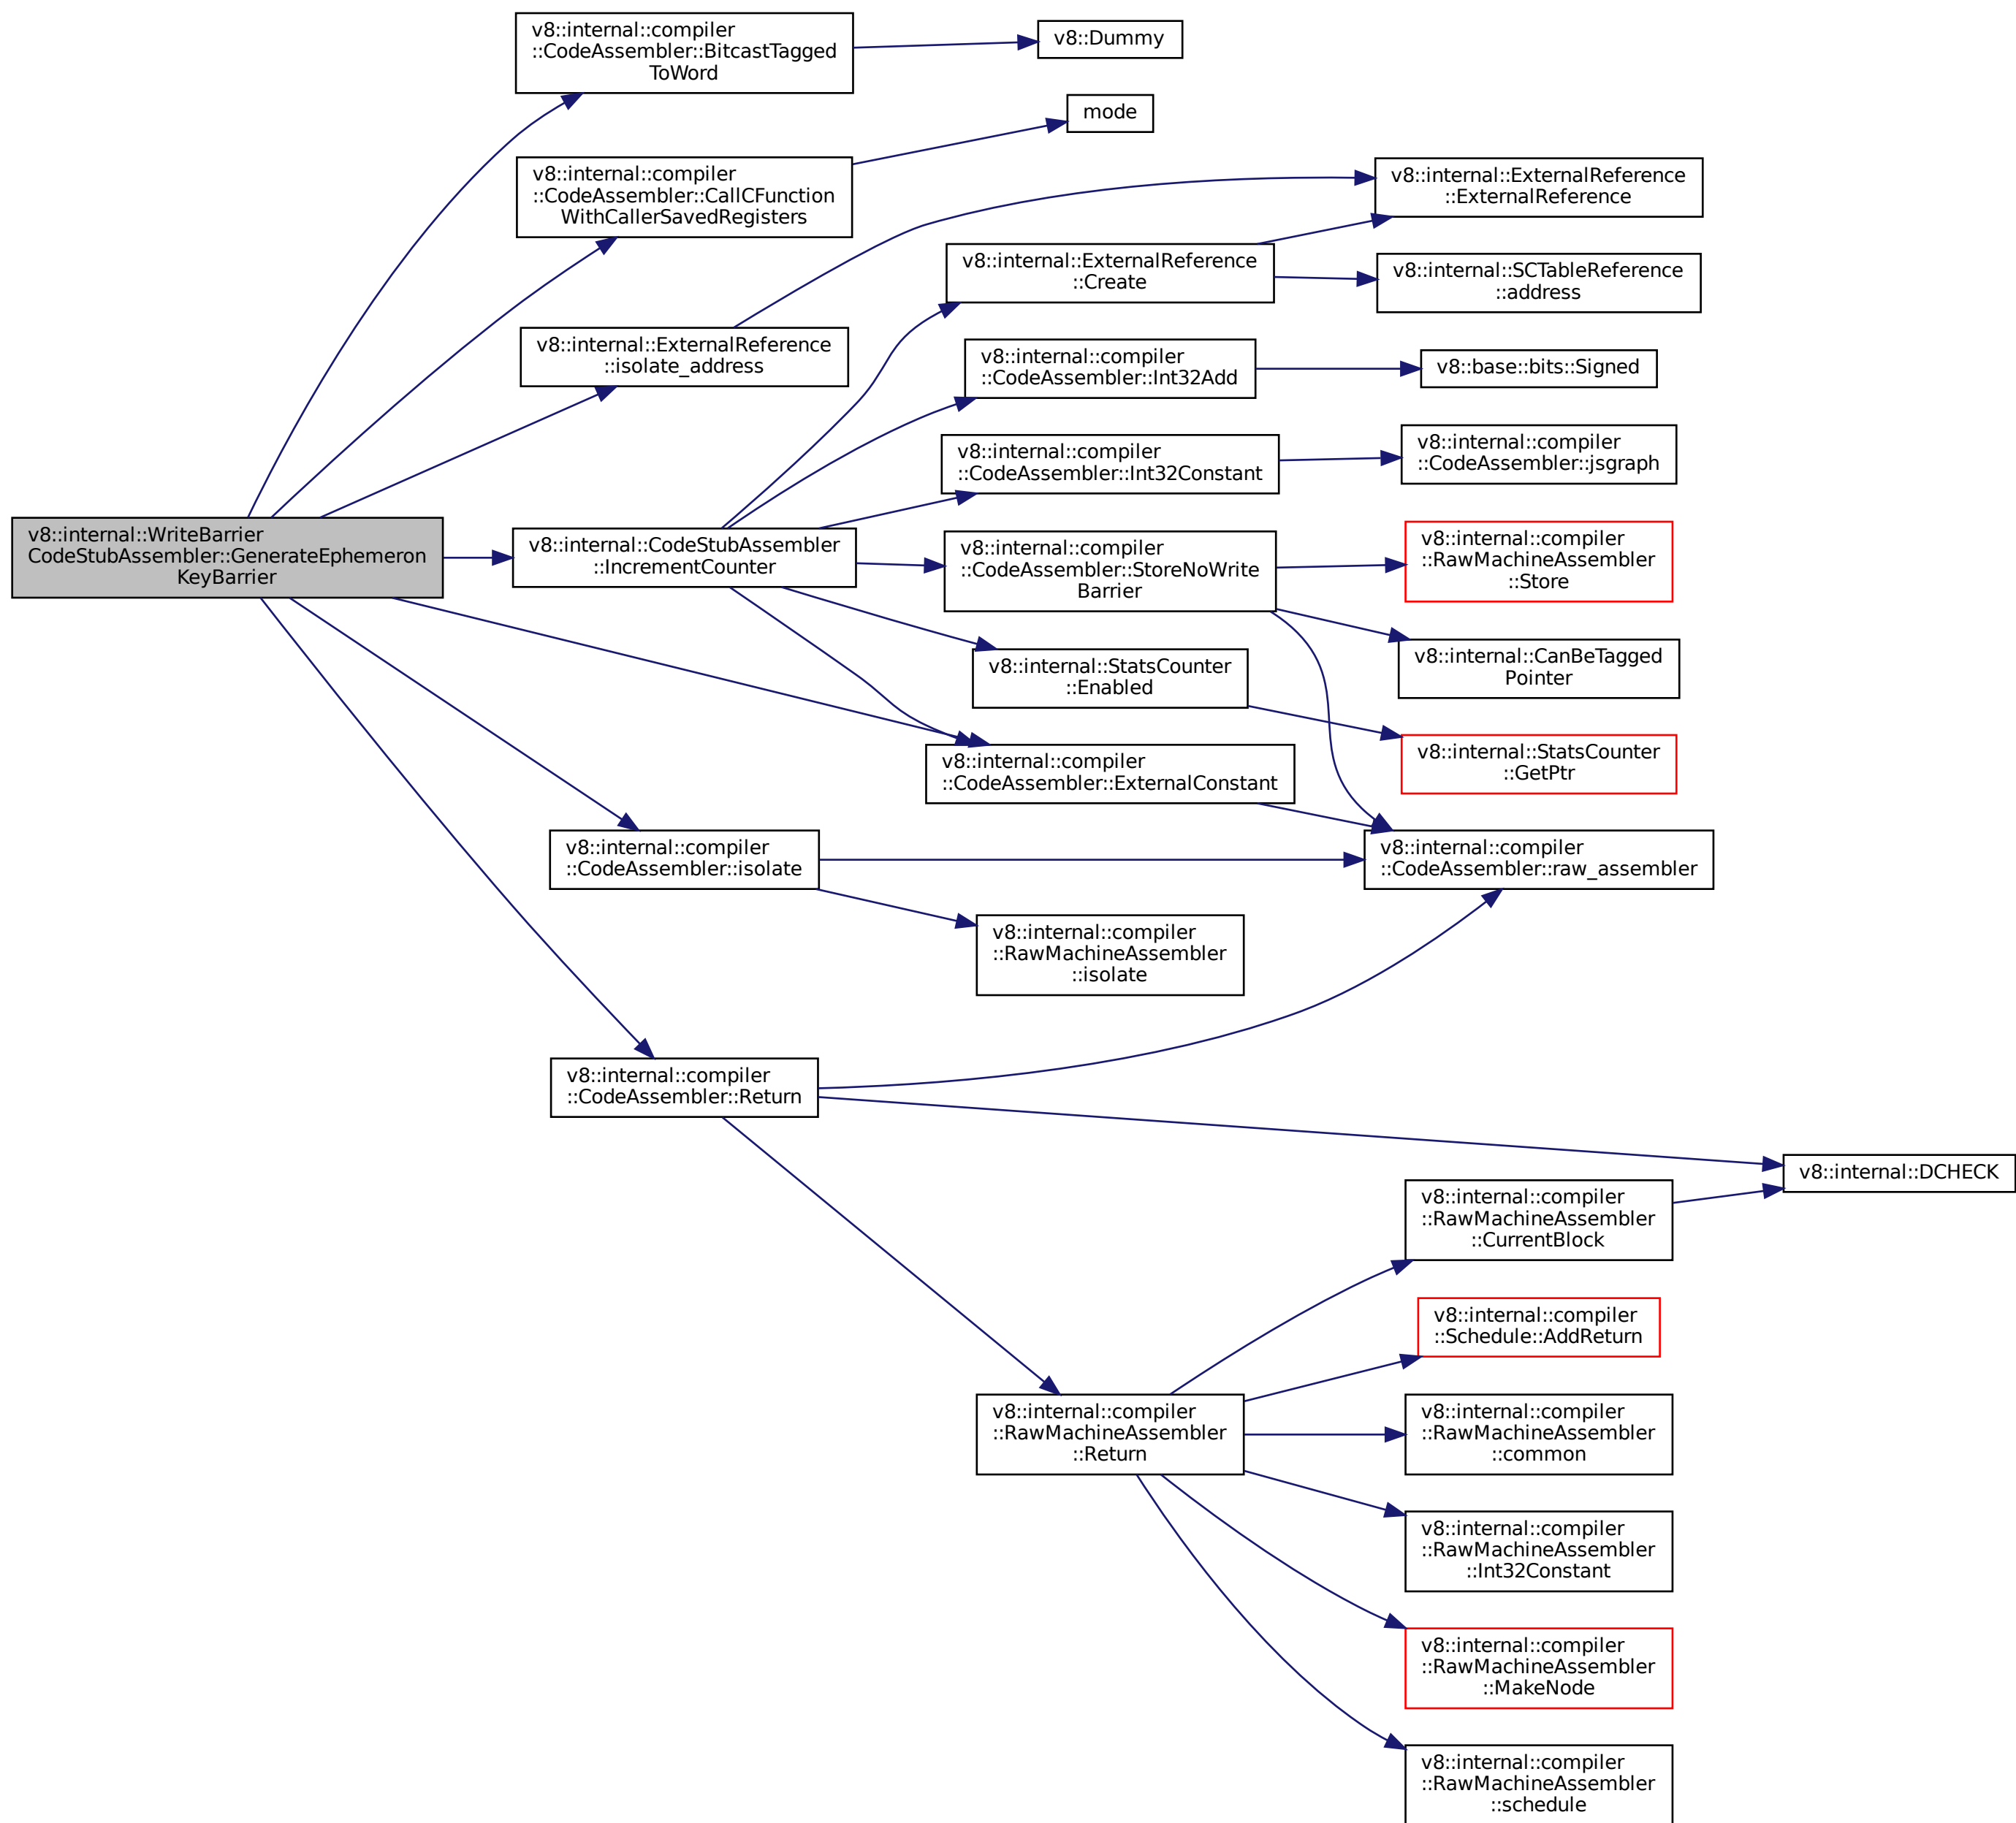 v8::internal::WriteBarrier
CodeStubAssembler::GenerateEphemeron
KeyBarrier
v8::internal::compiler
::CodeAssembler::BitcastTagged
ToWord
v8::Dummy
v8::internal::compiler
::CodeAssembler::CallCFunction
WithCallerSavedRegisters
mode
v8::internal::ExternalReference
::isolate_address
v8::internal::ExternalReference
::ExternalReference
v8::internal::CodeStubAssembler
::IncrementCounter
v8::internal::ExternalReference
::Create
v8::internal::SCTableReference
::address
v8::internal::compiler
::CodeAssembler::Int32Add
v8::base::bits::Signed
v8::internal::compiler
::CodeAssembler::Int32Constant
v8::internal::compiler
::CodeAssembler::jsgraph
v8::internal::compiler
::CodeAssembler::StoreNoWrite
Barrier
v8::internal::compiler
::RawMachineAssembler
::Store
v8::internal::CanBeTagged
Pointer
v8::internal::StatsCounter
::Enabled
v8::internal::StatsCounter
::GetPtr
v8::internal::compiler
::CodeAssembler::ExternalConstant
v8::internal::compiler
::CodeAssembler::raw_assembler
v8::internal::compiler
::CodeAssembler::isolate
v8::internal::compiler
::RawMachineAssembler
::isolate
v8::internal::compiler
::CodeAssembler::Return
v8::internal::DCHECK
v8::internal::compiler
::RawMachineAssembler
::Return
v8::internal::compiler
::RawMachineAssembler
::CurrentBlock
v8::internal::compiler
::Schedule::AddReturn
v8::internal::compiler
::RawMachineAssembler
::common
v8::internal::compiler
::RawMachineAssembler
::Int32Constant
v8::internal::compiler
::RawMachineAssembler
::MakeNode
v8::internal::compiler
::RawMachineAssembler
::schedule